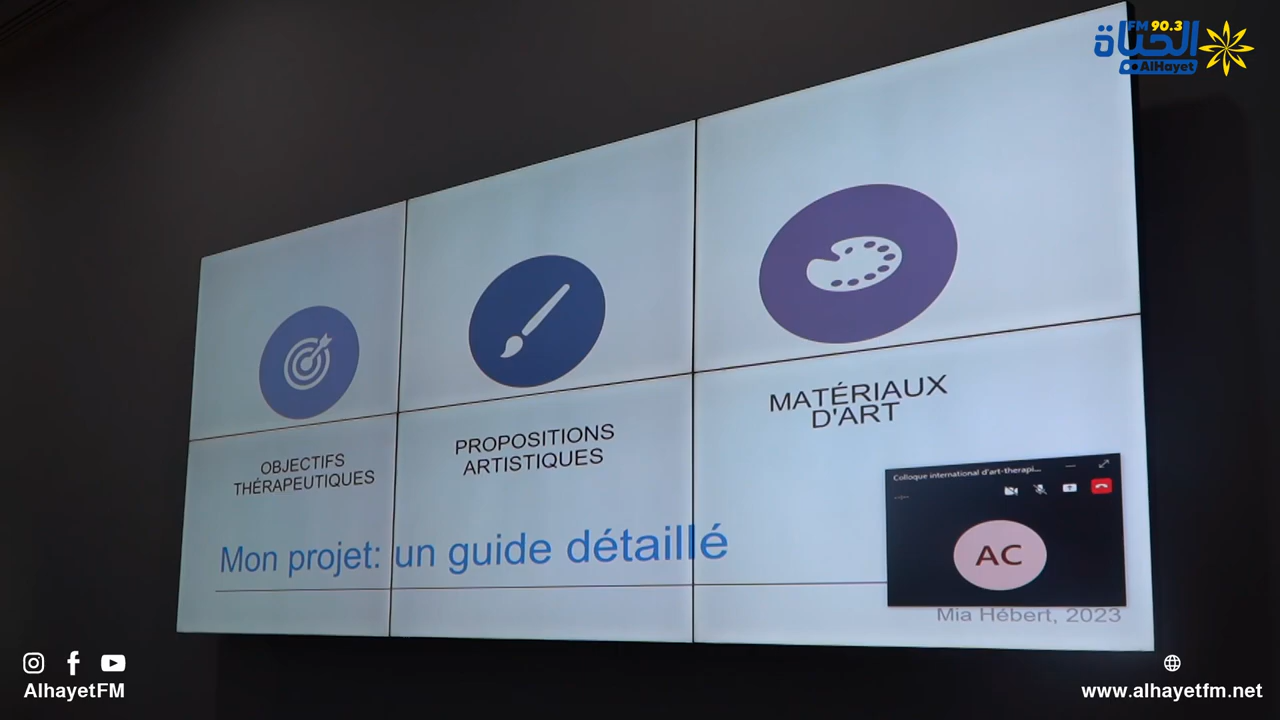 FM 90.3
الحياة
AlHayet
OBJECTIFS
THÉRAPEUTIQUES
PROPOSITIONS
ARTISTIQUES
MATÉRIAUX
D'ART
Mon projet: un guide détaillé
Colloque international d'art-therapi...
AC
Mia Hébert, 2023
AlhayetFM
www.alhayetfm.net